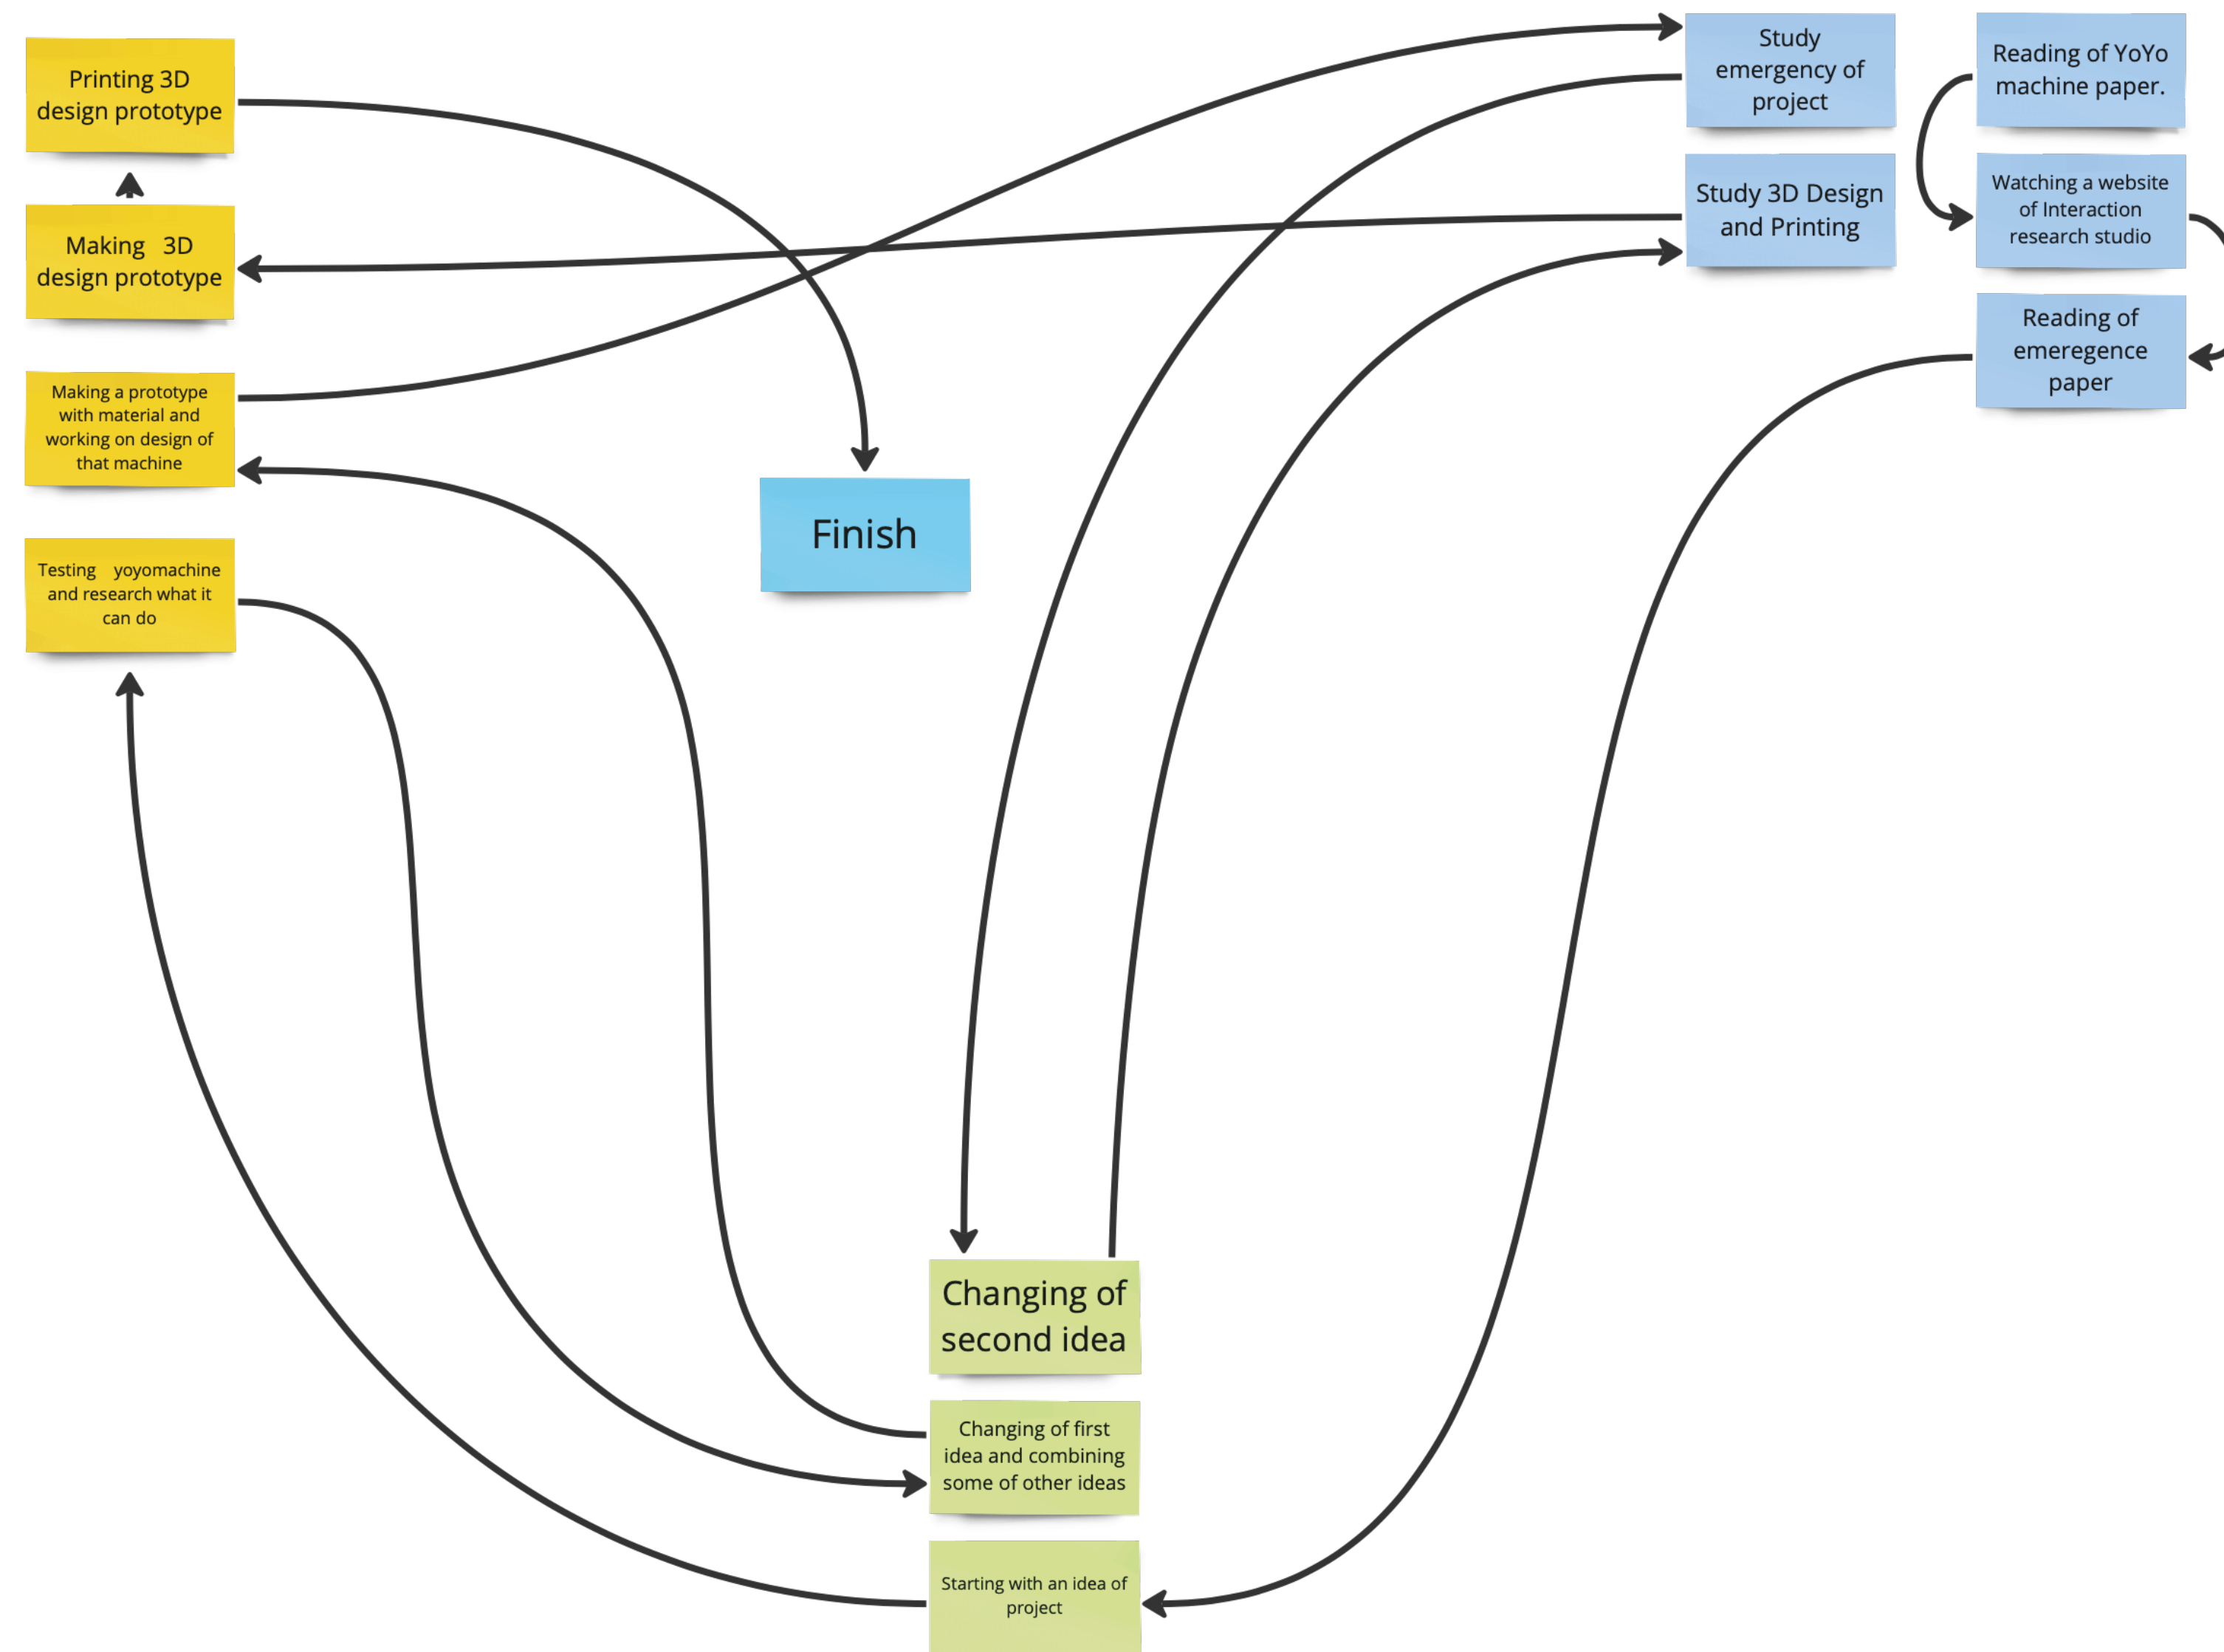 Printing 3D
design prototype
Making 3D
design prototype
Making a prototype
with material and
working on design of
that machine
Testing yoyomachine
and research what it
can do
Finish
Study
emergency of
project
Study 3D Design
and Printing
Reading of YoYo
machine paper.
Watching a website
of Interaction
research studio
Reading of
emeregence
paper
Changing of
second idea
Changing of first
idea and combining
some of other ideas
Starting with an idea of
project